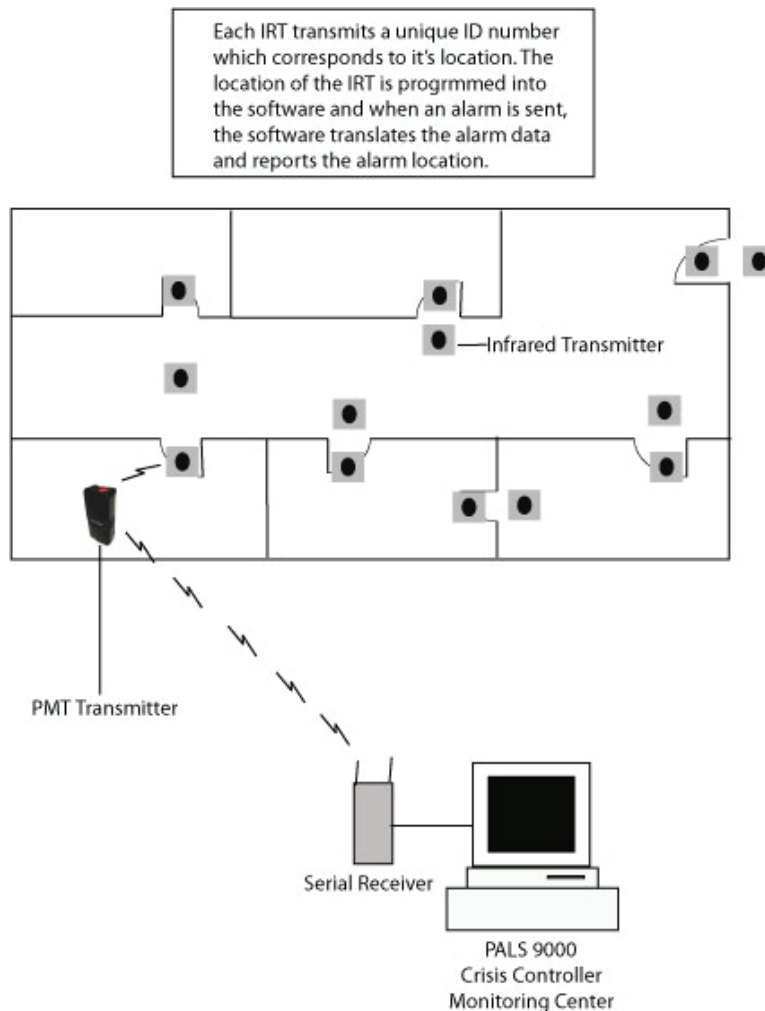 Each IRT transmits a unique ID number
which corresponds to it's location. The
location of the IRT is progrmmed into
the software and when an alarm is sent,
the software translates the alarm data
and reports the alarm location.
Infrared Transmitter
PMT Transmitter
Serial Receiver
PALS 9000
Crisis Controller
Monitoring Center